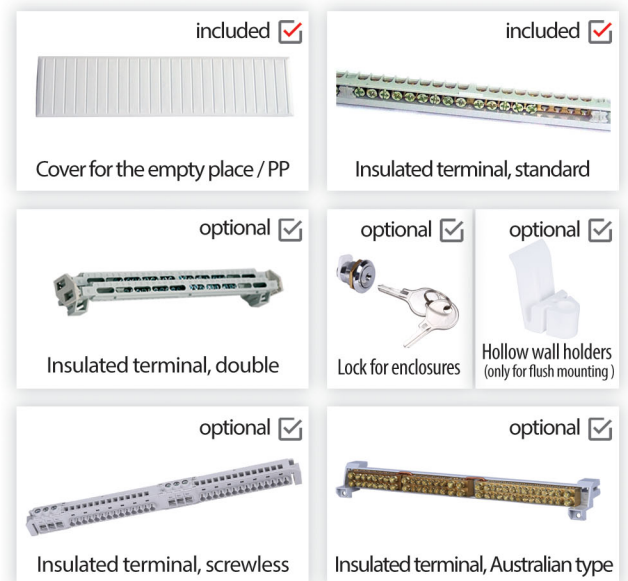 included
Cover for the empty place / PP
included
Insulated terminal, standard
optional
Insulated terminal, double
optional
Lock for enclosures
optional
Hollow wall holders
(only for flush mounting )
optional
Insulated terminal, screwless
optional
Insulated terminal, Australian type